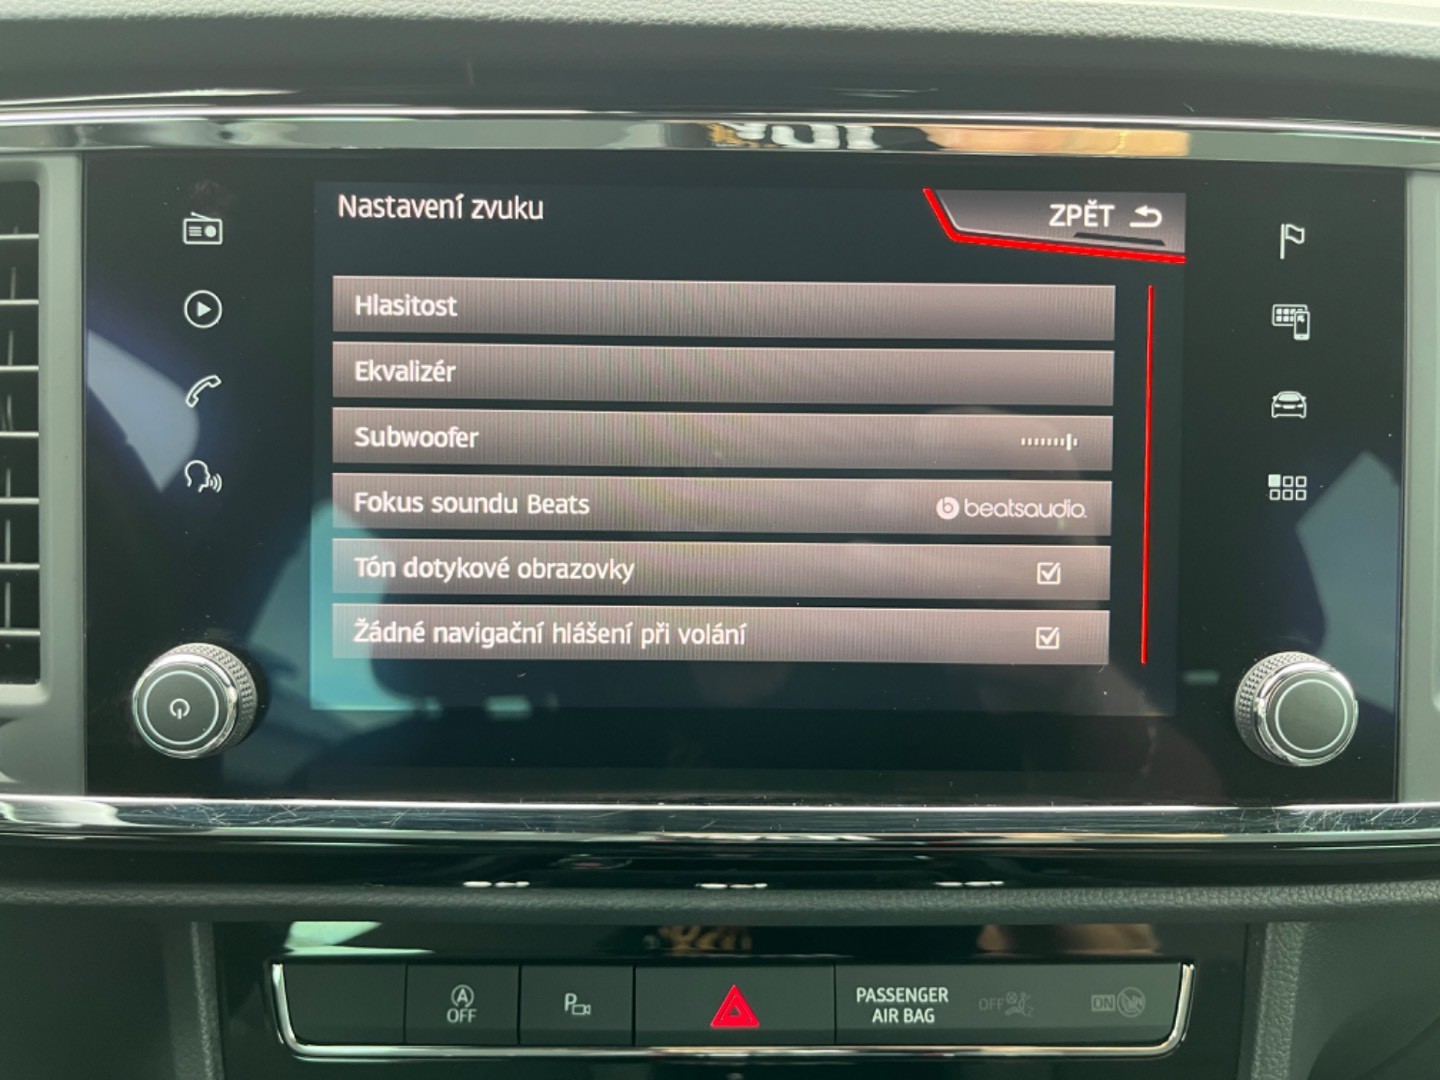 Nastavení zvuku
ZPĚT
Hlasitost
Ekvalizér
Subwoofer
Fokus soundu Beats
beatsaudio.
Tón dotykové obrazovky
Žádné navigační hlášení při volání
A
OFF
P
PASSENGER
AIR BAG
OFF
ON